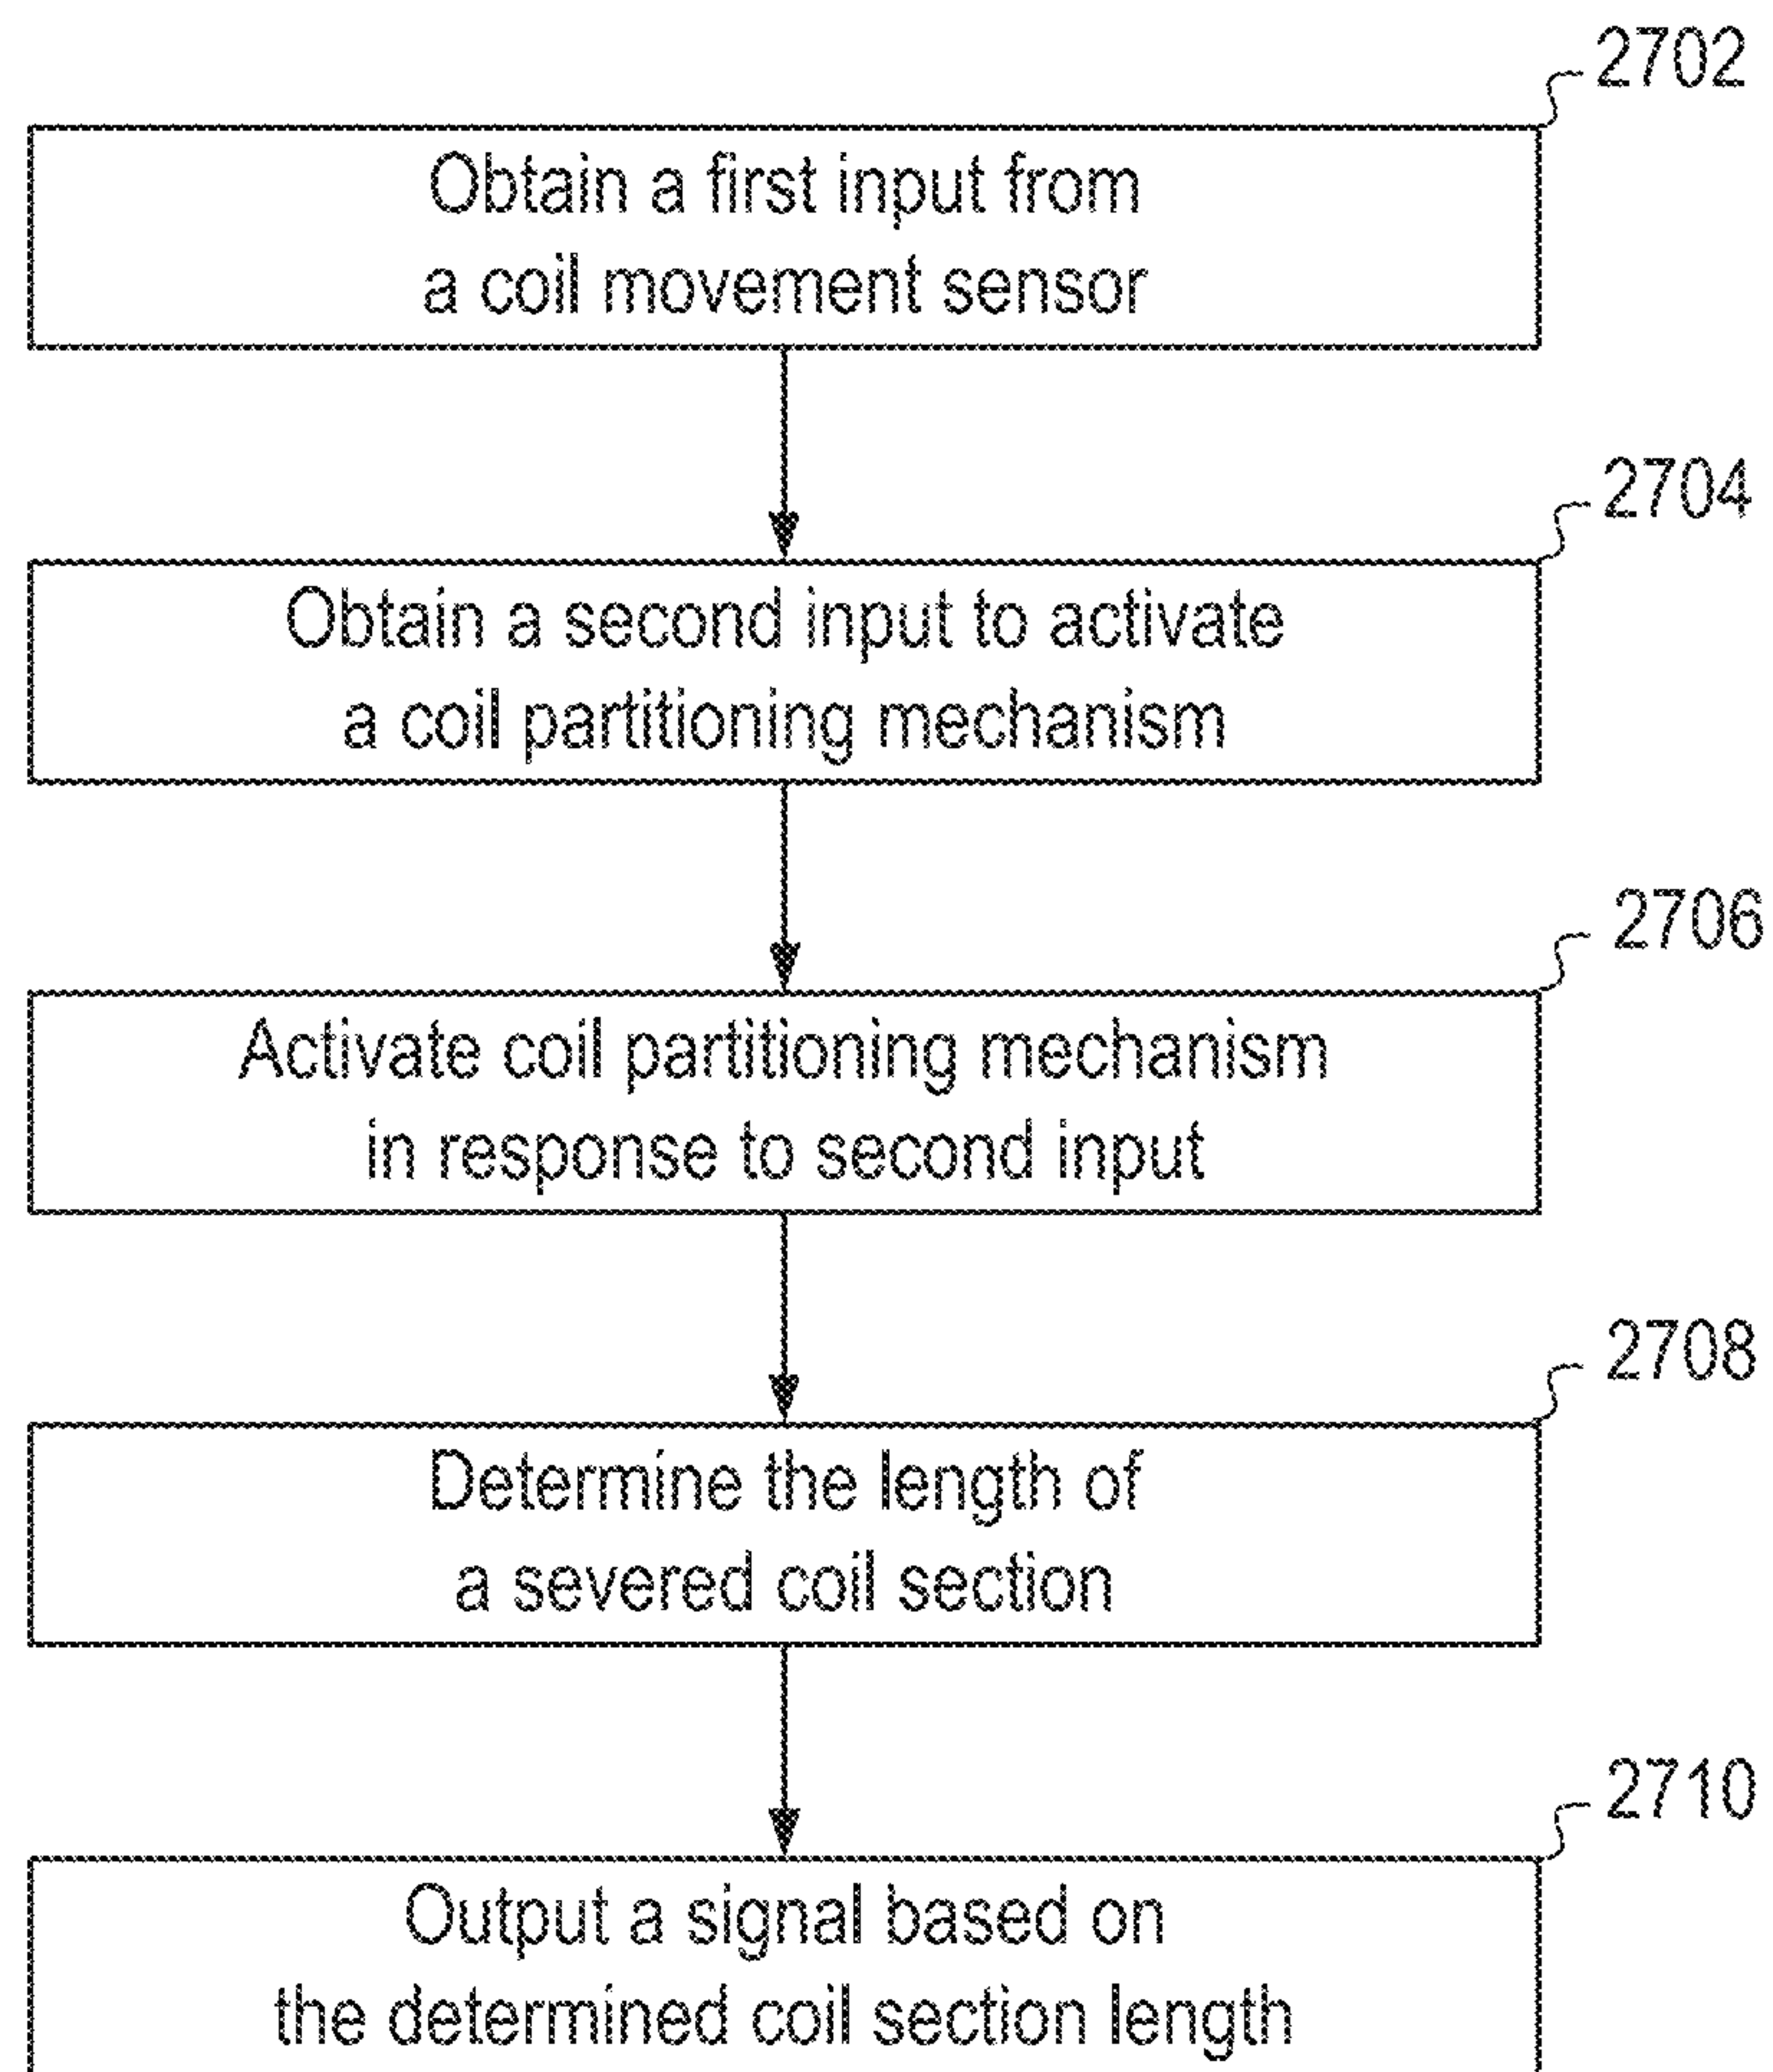 2702
Obtain a first input from
a coil movement sensor
2704
Obtain a second input to activate
a coil partitioning mechanism
2706
Activate coil partitioning mechanism
in response to second input
2708
Determine the length of
a severed coil section
2710
Output a signal based on
the determined coil section length